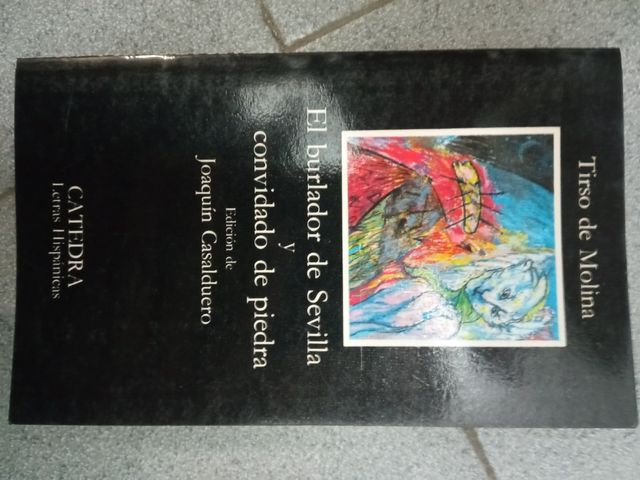 Tirso de Molina
El burlador de Sevilla
y
convidado de piedra
Edición de
Joaquín Casalduero
CATEDRA
Letras Hispánicas